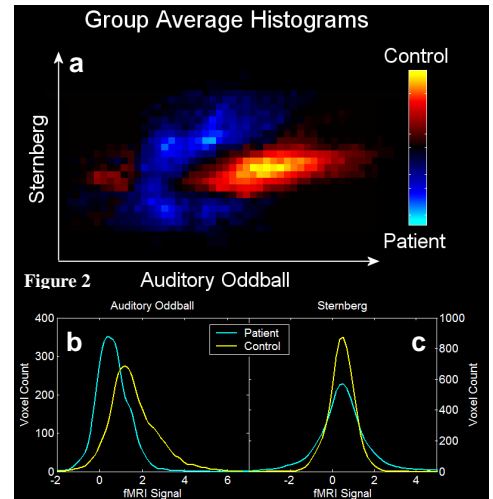 Group Average Histograms
a
Control
Sternberg
Patient
Figure 2
Auditory Oddball
Auditory Oddball
Sternberg
400
300
200
100
0
Voxel Count
b
Patient
Control
c
1000
800
600
400
200
0
Voxel Count
-2 0 2 4 6
fMRI Signal
-2 0 2 4
fMRI Signal